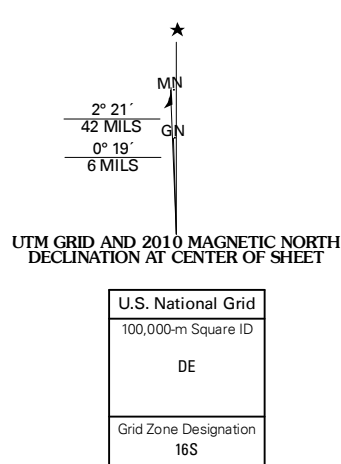 MN
2° 21´
42 MILS
GN
0° 19´
6 MILS
UTM GRID AND 2010 MAGNETIC NORTH
DECLINATION AT CENTER OF SHEET
U.S. National Grid
100,000-m Square ID
DE
Grid Zone Designation
16S